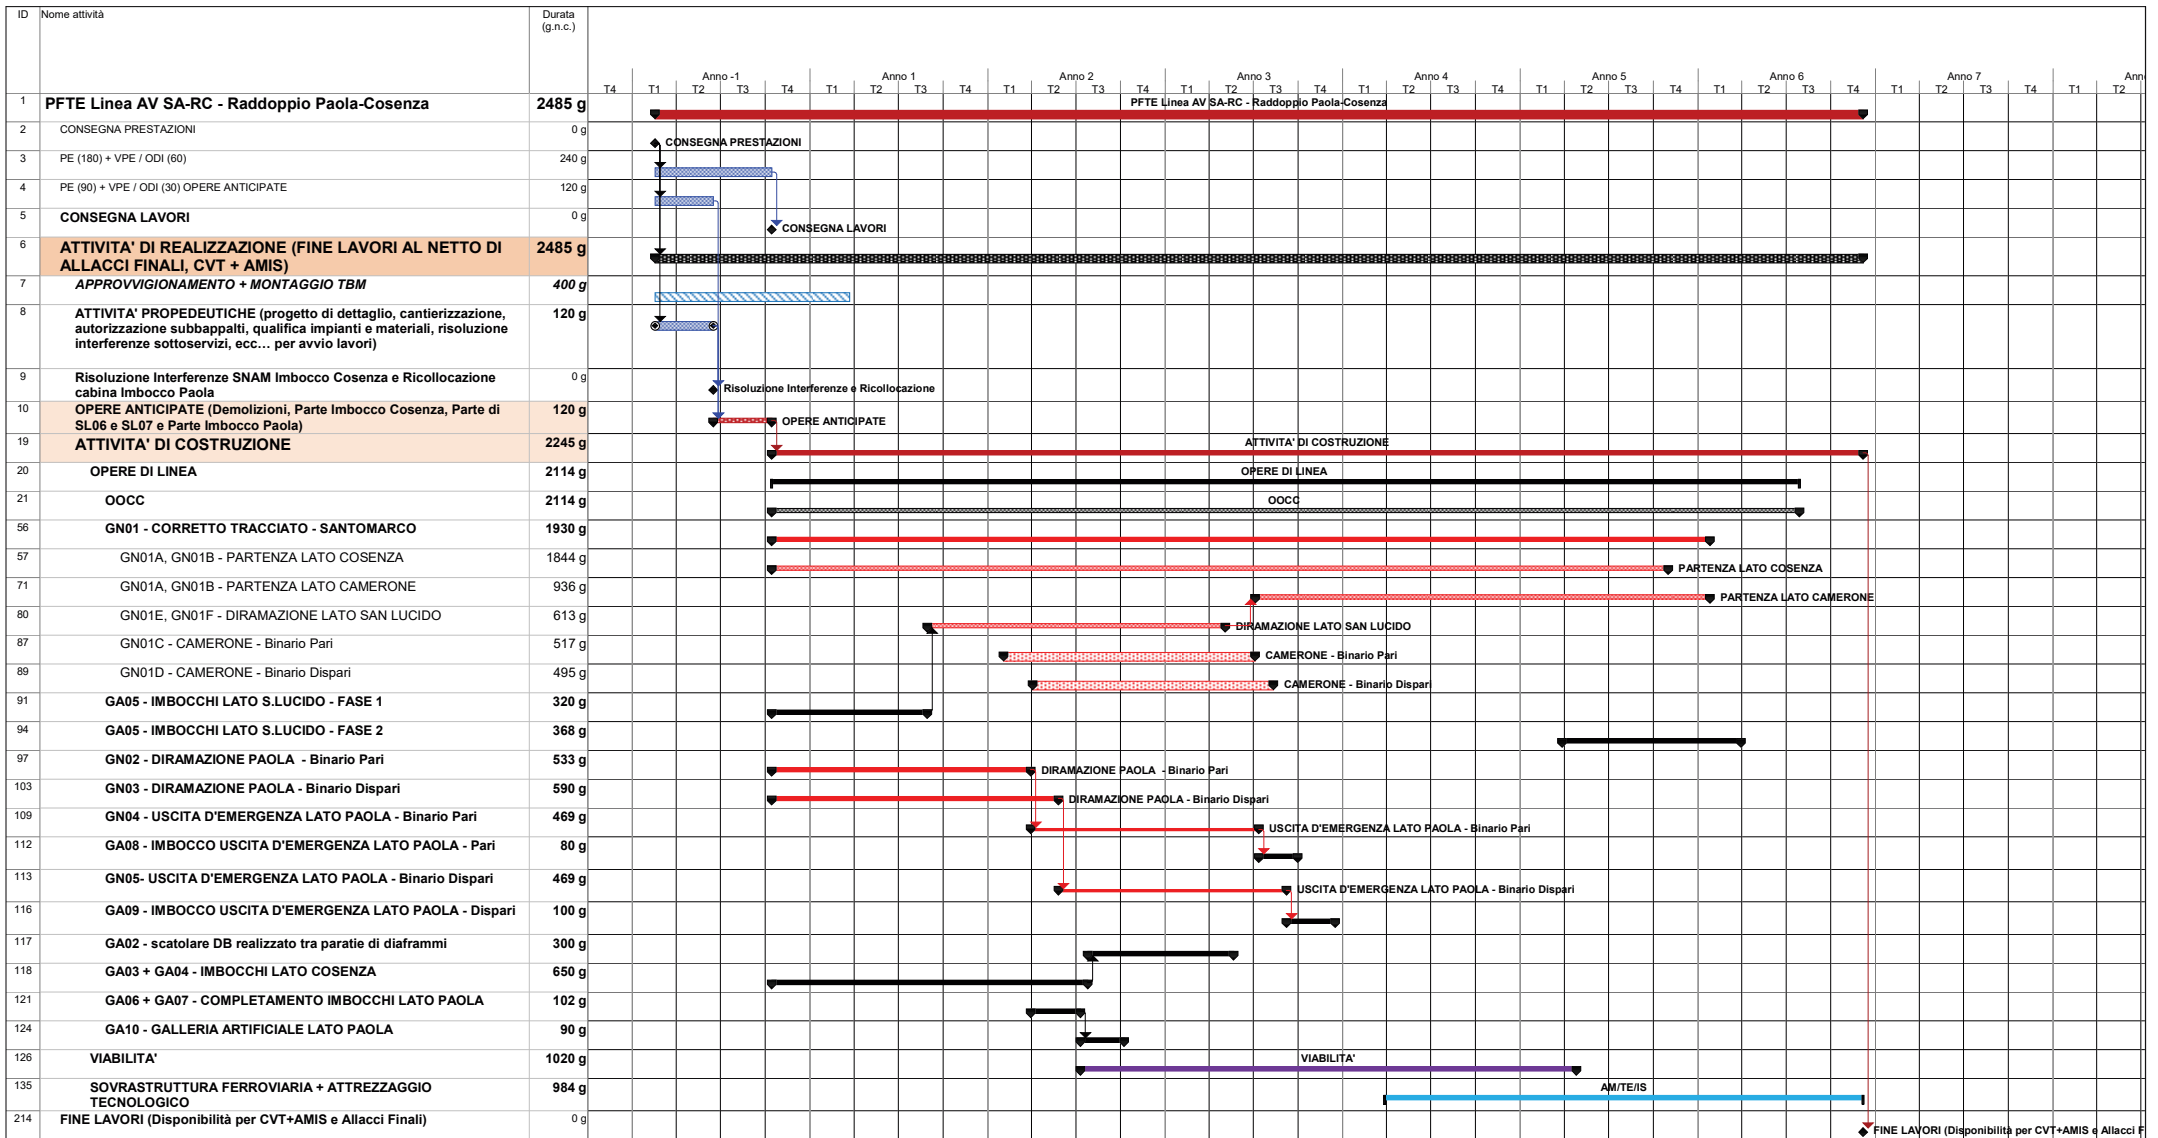 ID Nome attività Durata
(g.n.c.)
Anno -1 Anno 1 Anno 2 Anno 3 Anno 4 Anno 5 Anno 6 Anno 7 Ann
T4 T1 T2 T3 T4 T1 T2 T3 T4 T1 T2 T3 T4 T1 T2 T3 T4 T1 T2 T3 T4 T1 T2 T3 T4 T1 T2 T3 T4 T1 T2 T3 T4 T1 T2
1 PFTE Linea AV SA-RC - Raddoppio Paola-Cosenza 2485 g PFTE Linea AV SA-RC - Raddoppio Paola-Cosenza
2 CONSEGNA PRESTAZIONI 0 g CONSEGNA PRESTAZIONI
3 PE (180) + VPE / ODI (60) 240 g
4 PE (90) + VPE / ODI (30) OPERE ANTICIPATE 120 g
5 CONSEGNA LAVORI 0 g CONSEGNA LAVORI
6 ATTIVITA' DI REALIZZAZIONE (FINE LAVORI AL NETTO DI 2485 g
ALLACCI FINALI, CVT + AMIS)
7 APPROVVIGIONAMENTO + MONTAGGIO TBM 400 g
8 ATTIVITA' PROPEDEUTICHE (progetto di dettaglio, cantierizzazione, 120 g
autorizzazione subbappalti, qualifica impianti e materiali, risoluzione
interferenze sottoservizi, ecc... per avvio lavori)
9 Risoluzione Interferenze SNAM Imbocco Cosenza e Ricollocazione 0 g
cabina Imbocco Paola Risoluzione Interferenze e Ricollocazione
10 OPERE ANTICIPATE (Demolizioni, Parte Imbocco Cosenza, Parte di 120 g
SL06 e SL07 e Parte Imbocco Paola) OPERE ANTICIPATE
19 ATTIVITA' DI COSTRUZIONE 2245 g ATTIVITA' DI COSTRUZIONE
20 OPERE DI LINEA 2114 g OPERE DI LINEA
21 OOCC 2114 g OOCC
56 GN01 - CORRETTO TRACCIATO - SANTOMARCO 1930 g
57 GN01A, GN01B - PARTENZA LATO COSENZA 1844 g PARTENZA LATO COSENZA
71 GN01A, GN01B - PARTENZA LATO CAMERONE 936 g PARTENZA LATO CAMERONE
80 GN01E, GN01F - DIRAMAZIONE LATO SAN LUCIDO 613 g DIRAMAZIONE LATO SAN LUCIDO
87 GN01C - CAMERONE - Binario Pari 517 g CAMERONE - Binario Pari
89 GN01D - CAMERONE - Binario Dispari 495 g CAMERONE - Binario Dispari
91 GA05 - IMBOCCHI LATO S.LUCIDO - FASE 1 320 g
94 GA05 - IMBOCCHI LATO S.LUCIDO - FASE 2 368 g
97 GN02 - DIRAMAZIONE PAOLA - Binario Pari 533 g DIRAMAZIONE PAOLA - Binario Pari
103 GN03 - DIRAMAZIONE PAOLA - Binario Dispari 590 g DIRAMAZIONE PAOLA - Binario Dispari
109 GN04 - USCITA D'EMERGENZA LATO PAOLA - Binario Pari 469 g USCITA D'EMERGENZA LATO PAOLA - Binario Pari
112 GA08 - IMBOCCO USCITA D'EMERGENZA LATO PAOLA - Pari 80 g
113 GN05- USCITA D'EMERGENZA LATO PAOLA - Binario Dispari 469 g USCITA D'EMERGENZA LATO PAOLA - Binario Dispari
116 GA09 - IMBOCCO USCITA D'EMERGENZA LATO PAOLA - Dispari 100 g
117 GA02 - scatolare DB realizzato tra paratie di diaframmi 300 g
118 GA03 + GA04 - IMBOCCHI LATO COSENZA 650 g
121 GA06 + GA07 - COMPLETAMENTO IMBOCCHI LATO PAOLA 102 g
124 GA10 - GALLERIA ARTIFICIALE LATO PAOLA 90 g
126 VIABILITA' 1020 g VIABILITA'
135 SOVRASTRUTTURA FERROVIARIA + ATTREZZAGGIO 984 g AM/TE/IS
TECNOLOGICO
214 FINE LAVORI (Disponibilità per CVT+AMIS e Allacci Finali) 0 g FINE LAVORI (Disponibilità per CVT+AMIS e Allacci F